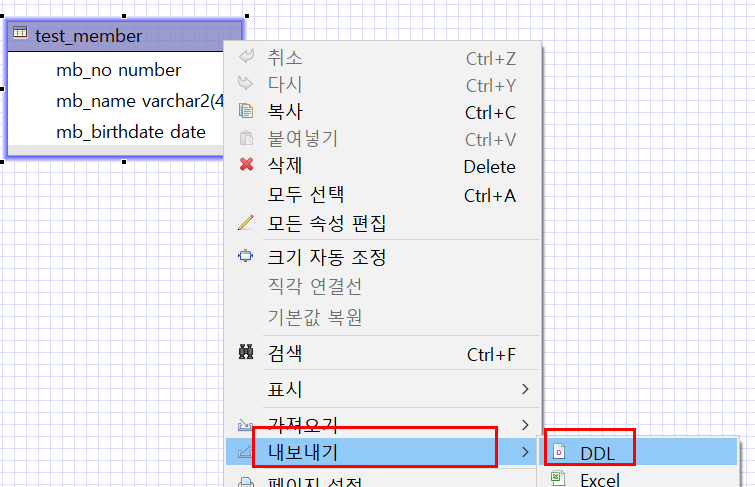 test_member
mb_no number
mb_name varchar2(4
mb_birthdate date
취소 Ctrl+Z
다시 Ctrl+Y
복사 Ctrl+C
붙여넣기 Ctrl+V
삭제 Delete
모두 선택 Ctrl+A
모든 속성 편집
크기 자동 조정
직각 연결선
기본값 복원
검색 Ctrl+F
표시
가져오기
내보내기
DDL
Excel
페이지 설정